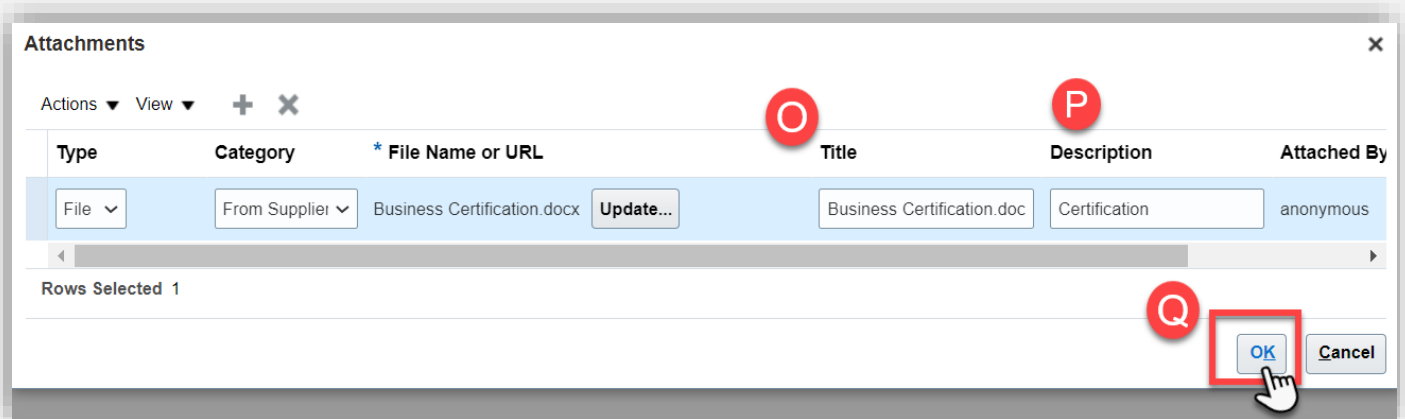 Attachments
Actions View
O P
Type Category * File Name or URL Title Description Attached By
File From Supplier Business Certification.docx Update... Business Certification.doc Certification anonymous
Rows Selected 1
Q
OK Cancel